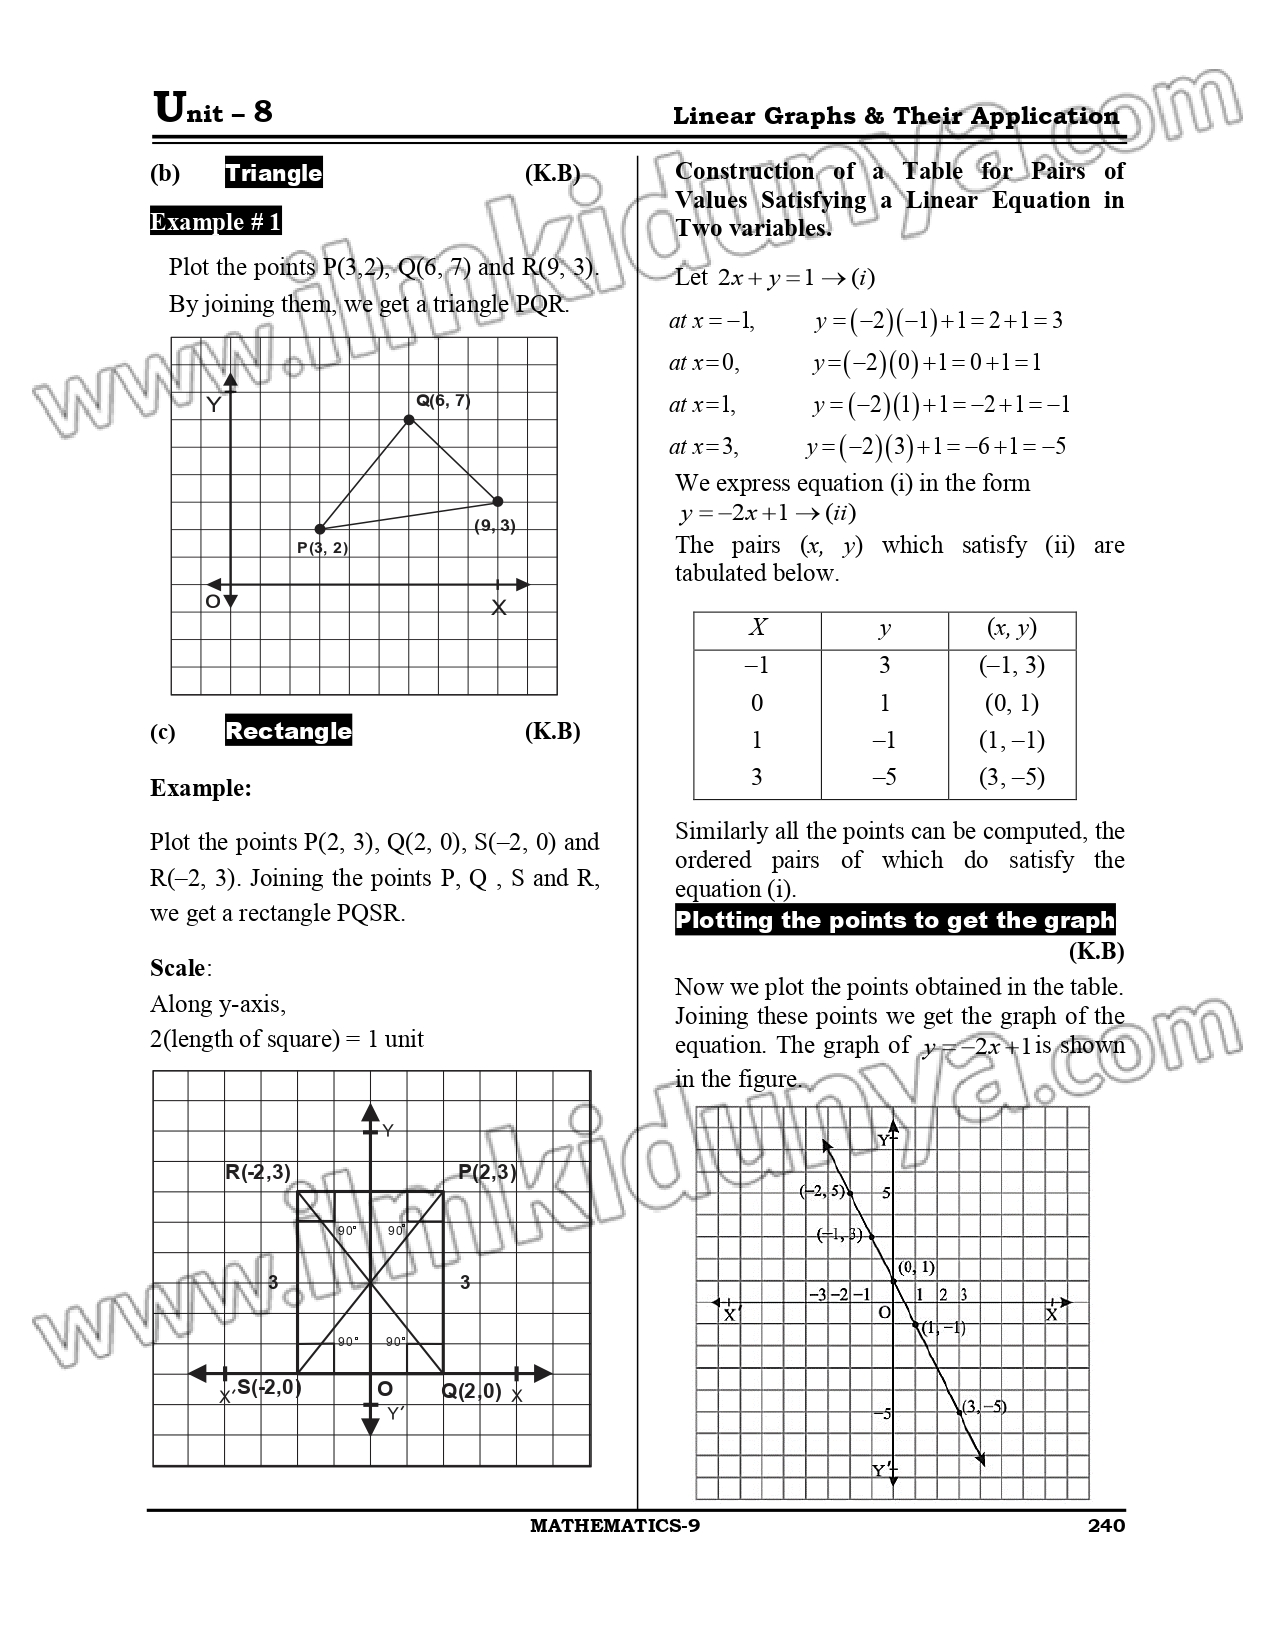 Unit – 8
Linear Graphs & Their Application
(b) Triangle (K.B)
Example # 1
Plot the points P(3,2), Q(6, 7) and R(9, 3).
By joining them, we get a triangle PQR.
Y
Q(6, 7)
(9, 3)
P(3, 2)
O
X
(c) Rectangle (K.B)
Example:
Plot the points P(2, 3), Q(2, 0), S(–2, 0) and
R(–2, 3). Joining the points P, Q , S and R,
we get a rectangle PQSR.
Scale:
Along y-axis,
2(length of square) = 1 unit
Y
R(-2,3) P(2,3)
90° 90°
3 3
90° 90°
X′ S(-2,0) O Q(2,0) X
Y′
Construction of a Table for Pairs of
Values Satisfying a Linear Equation in
Two variables.
Let 2x + y = 1 → (i)
at x = −1, y = (−2)(−1)+1 = 2+1 = 3
at x=0, y=(−2)(0)+1 = 0+1 = 1
at x=1, y = (−2)(1)+1 = −2+1 = −1
at x=3, y = (−2)(3)+1 = −6+1 = −5
We express equation (i) in the form
y = −2x+1 → (ii)
The pairs (x, y) which satisfy (ii) are
tabulated below.
X y (x, y)
–1 3 (–1, 3)
0 1 (0, 1)
1 –1 (1, –1)
3 –5 (3, –5)
Similarly all the points can be computed, the
ordered pairs of which do satisfy the
equation (i).
Plotting the points to get the graph
(K.B)
Now we plot the points obtained in the table.
Joining these points we get the graph of the
equation. The graph of y = −2x+1 is shown
in the figure.
Y
(−2, 5) 5
(−1, 3)
(0, 1)
−3 −2 −1 1 2 3
X′ O X
(1, −1)
−5 (3, −5)
Y′
MATHEMATICS-9
240
www.ilmkidunya.com
www.ilmkidunya.com